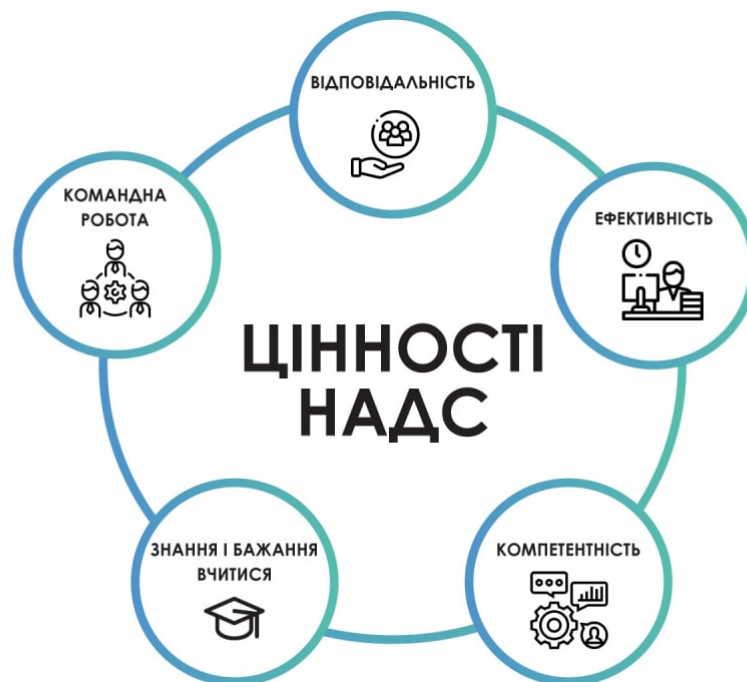 ВІДПОВІДАЛЬНІСТЬ
КОМАНДНА
РОБОТА
ЕФЕКТИВНІСТЬ
ЦІННОСТІ
НАДС
ЗНАННЯ І БАЖАННЯ
ВЧИТИСЯ
КОМПЕТЕНТНІСТЬ